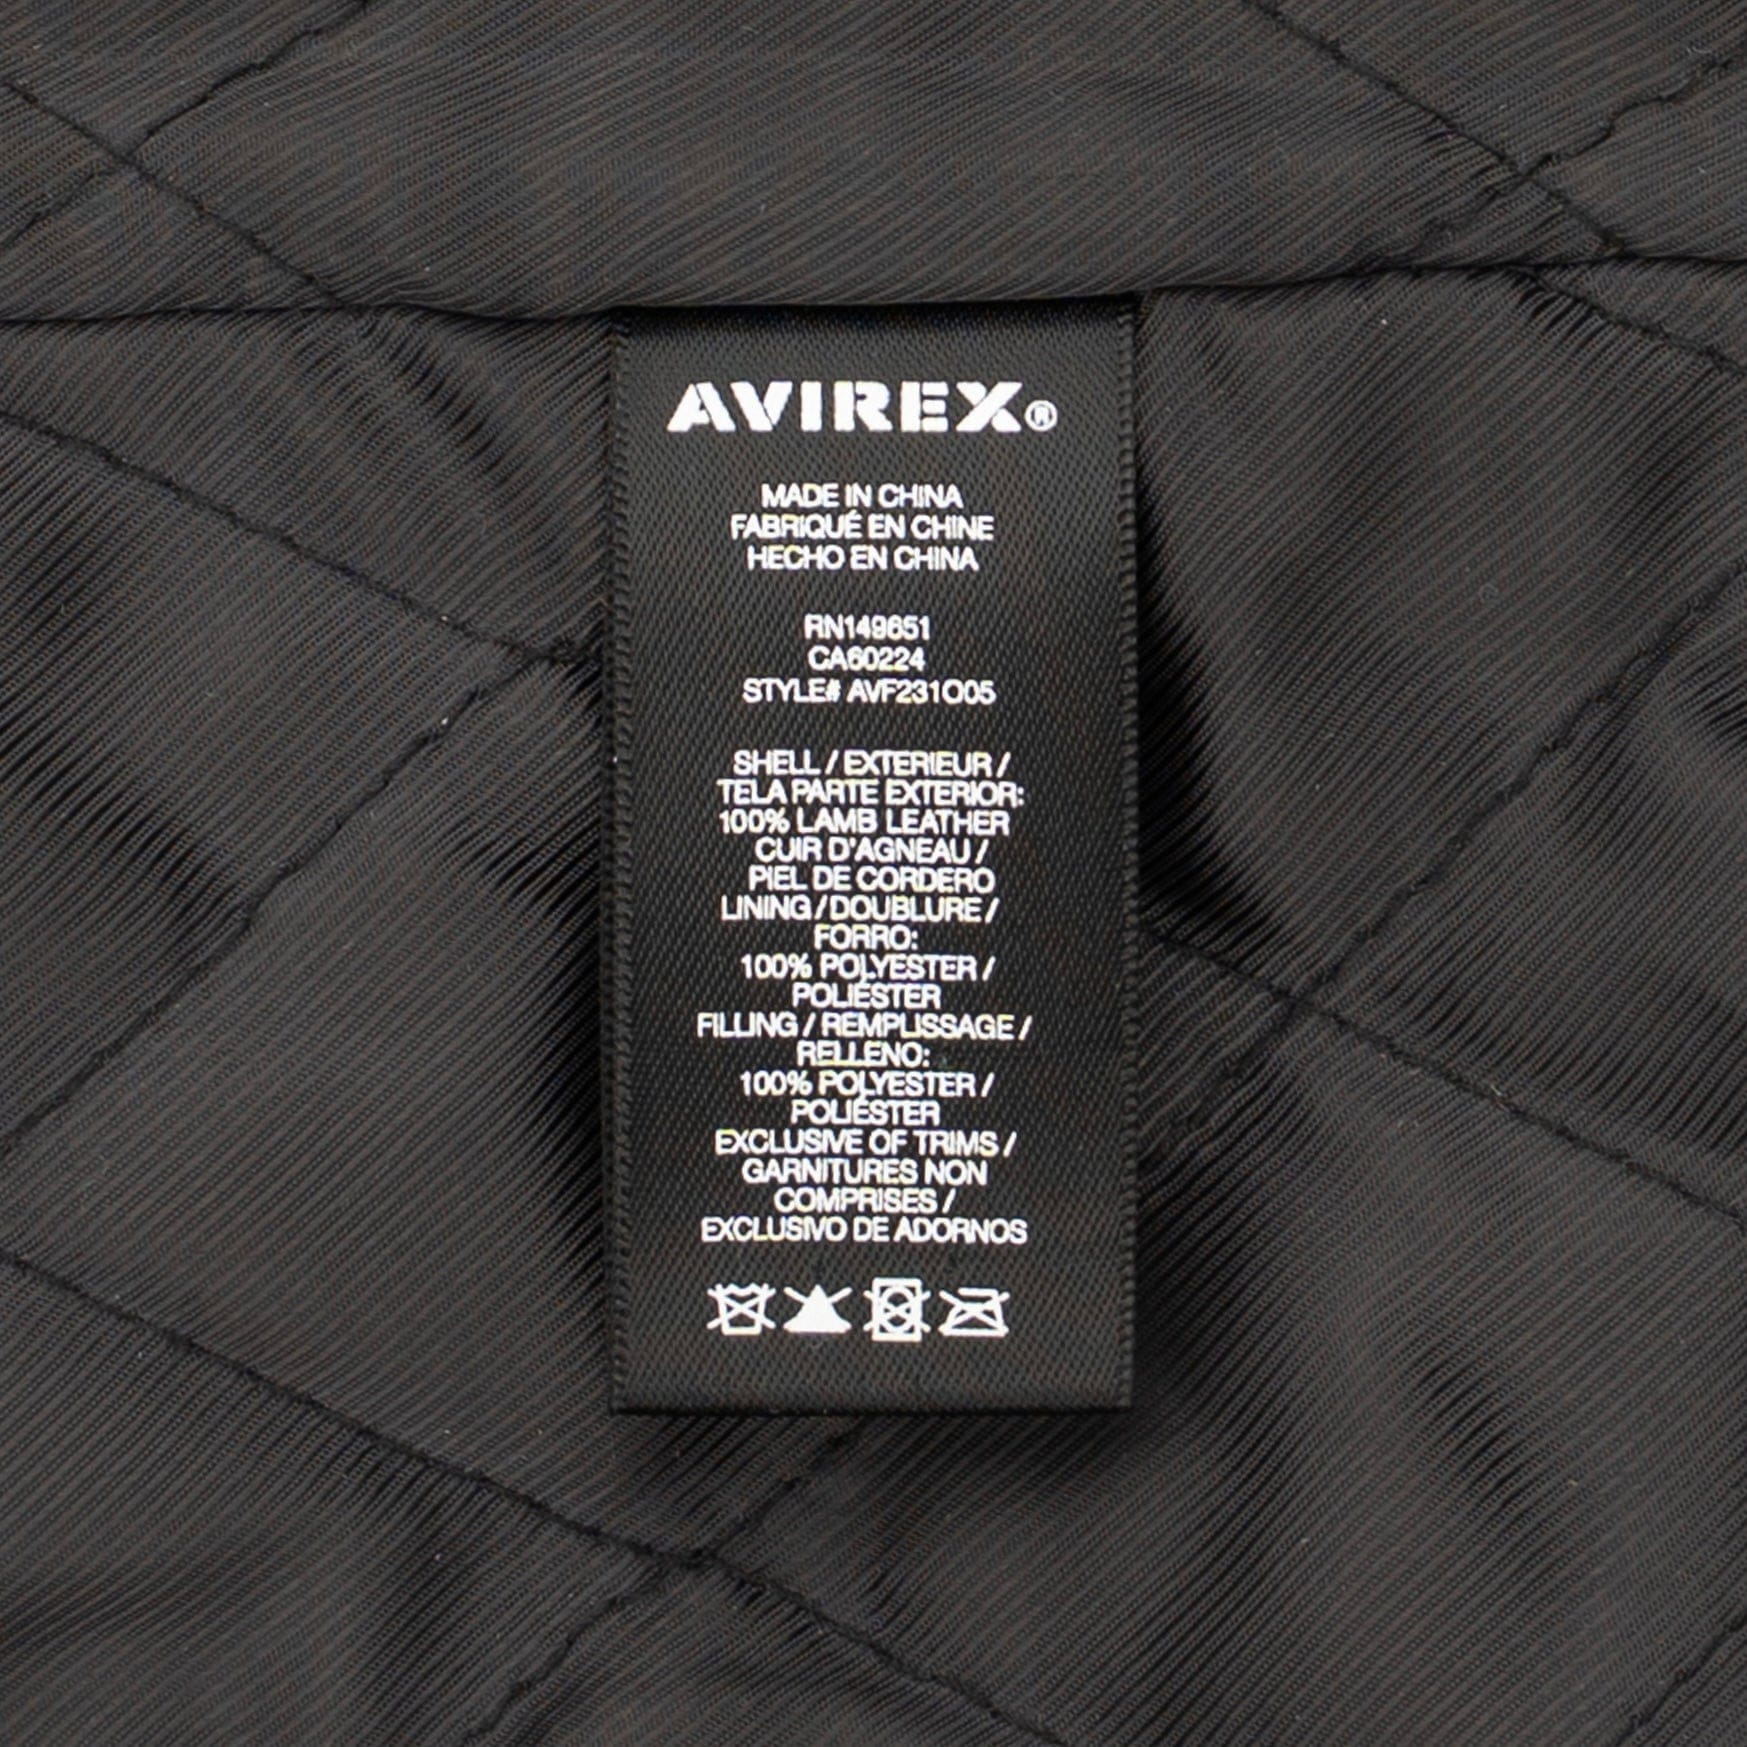 AVIREX®
MADE IN CHINA
FABRIQUÉ EN CHINE
HECHO EN CHINA
RN149651
CA60224
STYLE# AVF231O05
SHELL / EXTERIEUR /
TELA PARTE EXTERIOR:
100% LAMB LEATHER
CUIR D'AGNEAU /
PIEL DE CORDERO
LINING / DOUBLURE /
FORRO:
100% POLYESTER /
POLIÉSTER
FILLING / REMPLISSAGE /
RELLENO:
100% POLYESTER /
POLIÉSTER
EXCLUSIVE OF TRIMS /
GARNITURES NON
COMPRISES /
EXCLUSIVO DE ADORNOS